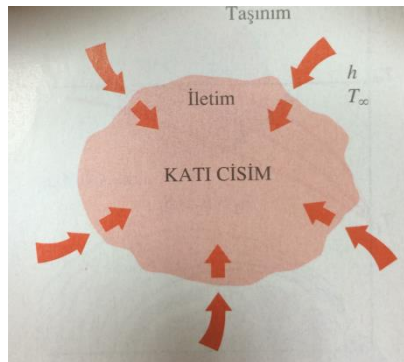 Taşınım
h
T∞
İletim
KATI CİSİM